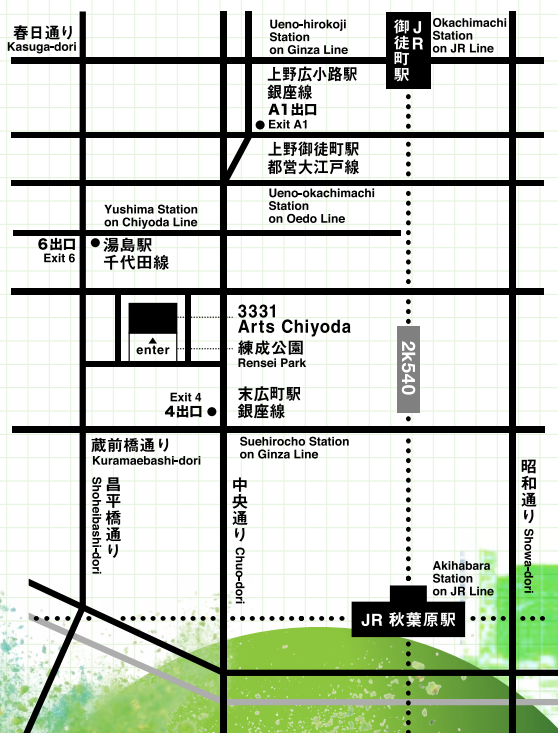 春日通り
Kasuga-dori
Ueno-hirokoji
Station
on Ginza Line
JR
御徒町駅
Okachimachi
Station
on JR Line
上野広小路駅
銀座線
A1出口
Exit A1
上野御徒町駅
都営大江戸線
Ueno-okachimachi
Station
on Oedo Line
Yushima Station
on Chiyoda Line
6出口
Exit 6
湯島駅
千代田線
3331
Arts Chiyoda
enter
練成公園
Rensei Park
2k540
Exit 4
4出口
末広町駅
銀座線
Suehirocho Station
on Ginza Line
蔵前橋通り
Kuramaebashi-dori
昌平橋通り
Shoheibashi-dori
中央通り
Chuo-dori
昭和通り
Showa-dori
Akihabara
Station
on JR Line
JR 秋葉原駅